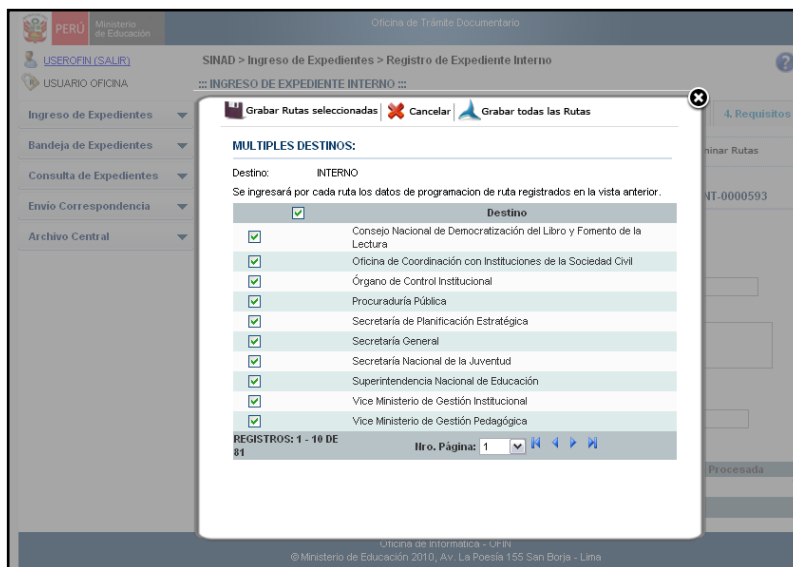 PERÚ
Ministerio
de Educación
Oficina de Trámite Documentario
USEROFIN (SALIR)
USUARIO OFICINA
SINAD > Ingreso de Expedientes > Registro de Expediente Interno
::: INGRESO DE EXPEDIENTE INTERNO :::
Ingreso de Expedientes
Bandeja de Expedientes
Consulta de Expedientes
Envio Correspondencia
Archivo Central
4. Requisitos
ninar Rutas
NT-0000593
Procesada
Grabar Rutas seleccionadas
Cancelar
Grabar todas las Rutas
MULTIPLES DESTINOS:
Destino: INTERNO
Se ingresará por cada ruta los datos de programacion de ruta registrados en la vista anterior.
Destino
Consejo Nacional de Democratización del Libro y Fomento de la
Lectura
Oficina de Coordinación con Instituciones de la Sociedad Civil
Órgano de Control Institucional
Procuraduría Pública
Secretaría de Planificación Estratégica
Secretaría General
Secretaría Nacional de la Juventud
Superintendencia Nacional de Educación
Vice Ministerio de Gestión Institucional
Vice Ministerio de Gestión Pedagógica
REGISTROS: 1 - 10 DE
81
Nro. Página: 1
Oficina de Informática - OFIN
© Ministerio de Educación 2010, Av. La Poesía 155 San Borja - Lima